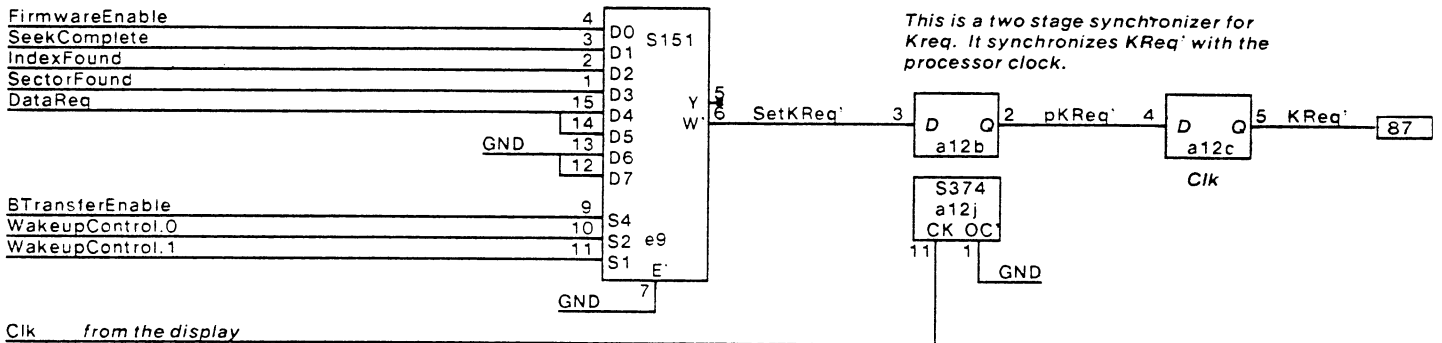 FirmwareEnable 4 D0
SeekComplete 3 D1
IndexFound 2 D2
SectorFound 1 D3
DataReq 15 D4
14 D5
GND 13 D6
12 D7
S151
Y 5
W' 6 SetKReq' 3 D Q 2 pKReq' 4 D Q 5 KReq' 87
a12b
a12c
Clk
This is a two stage synchronizer for
Kreq. It synchronizes KReq' with the
processor clock.
BTransferEnable 9 S4
WakeupControl.0 10 S2
WakeupControl.1 11 S1
e9
E'
7
GND
S374
a12j
CK OC'
11 1
GND
Clk from the display